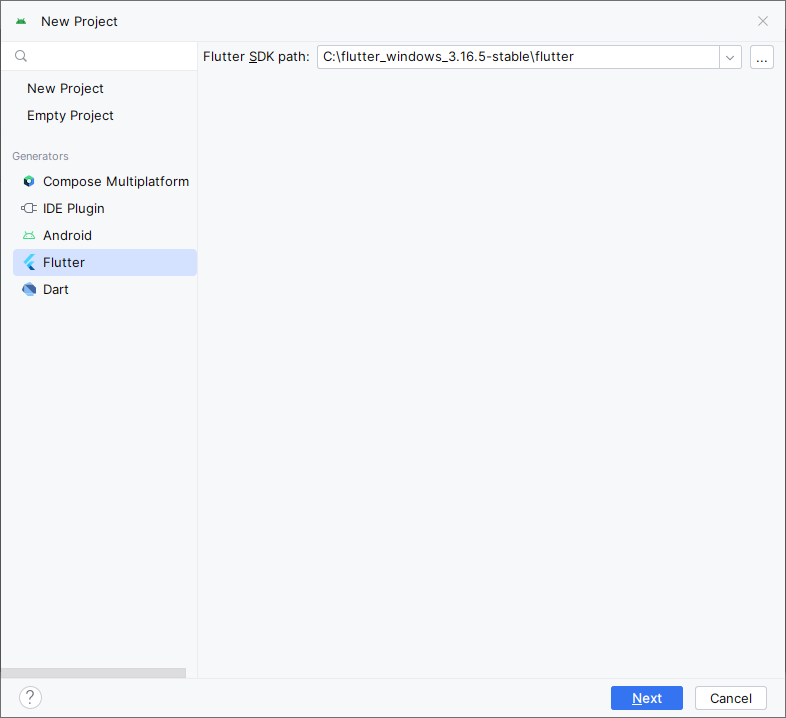 New Project
Flutter SDK path: C:\flutter_windows_3.16.5-stable\flutter ...
New Project
Empty Project
Generators
Compose Multiplatform
IDE Plugin
Android
Flutter
Dart
? Next Cancel